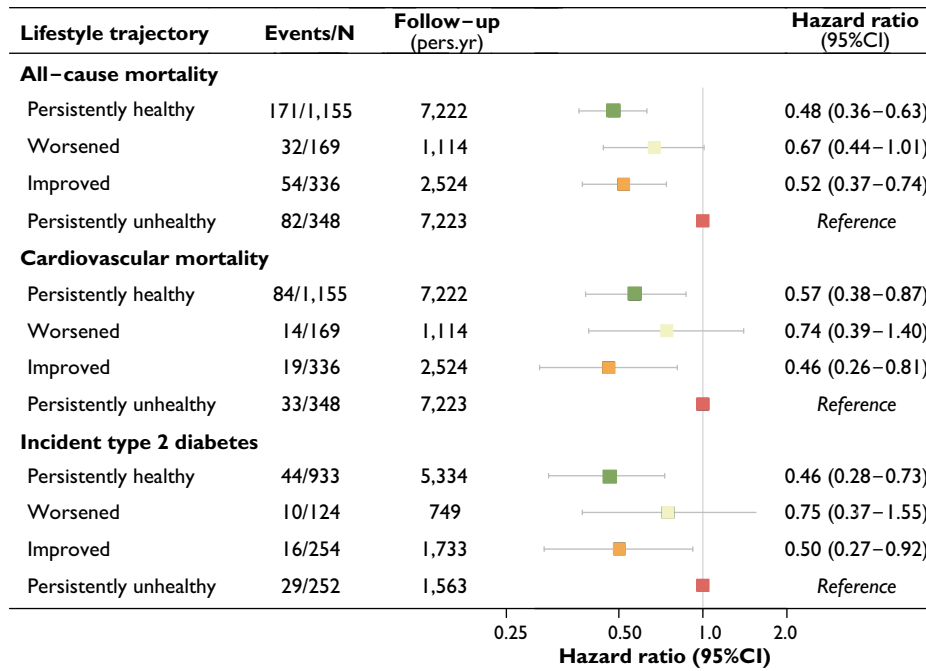 Lifestyle trajectory Events/N Follow–up (pers.yr) Hazard ratio (95%CI)
All–cause mortality
Persistently healthy 171/1,155 7,222 0.48 (0.36–0.63)
Worsened 32/169 1,114 0.67 (0.44–1.01)
Improved 54/336 2,524 0.52 (0.37–0.74)
Persistently unhealthy 82/348 7,223 Reference
Cardiovascular mortality
Persistently healthy 84/1,155 7,222 0.57 (0.38–0.87)
Worsened 14/169 1,114 0.74 (0.39–1.40)
Improved 19/336 2,524 0.46 (0.26–0.81)
Persistently unhealthy 33/348 7,223 Reference
Incident type 2 diabetes
Persistently healthy 44/933 5,334 0.46 (0.28–0.73)
Worsened 10/124 749 0.75 (0.37–1.55)
Improved 16/254 1,733 0.50 (0.27–0.92)
Persistently unhealthy 29/252 1,563 Reference
0.25 0.50 1.0 2.0
Hazard ratio (95%CI)